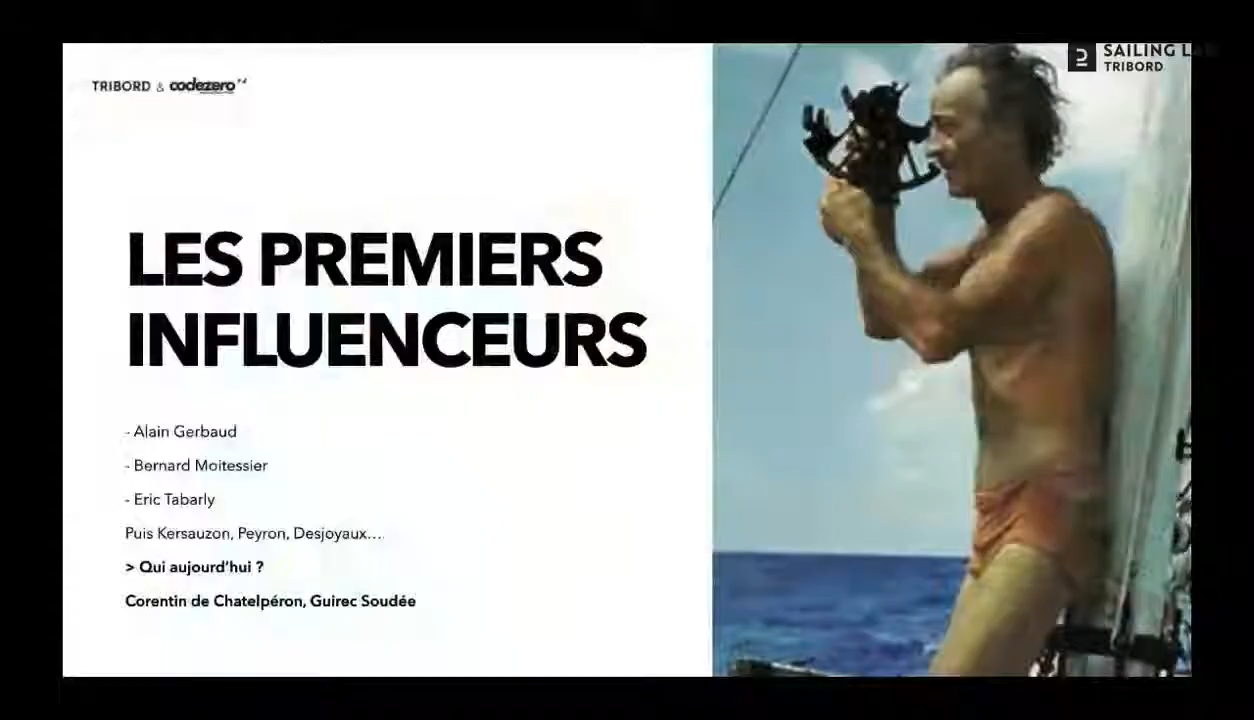 TRIBORD & codezero
SAILING LAB
TRIBORD
LES PREMIERS
INFLUENCEURS
- Alain Gerbaud
- Bernard Moitessier
- Eric Tabarly
Puis Kersauzon, Peyron, Desjoyaux...
> Qui aujourd'hui ?
Corentin de Chatelpéron, Guirec Soudée